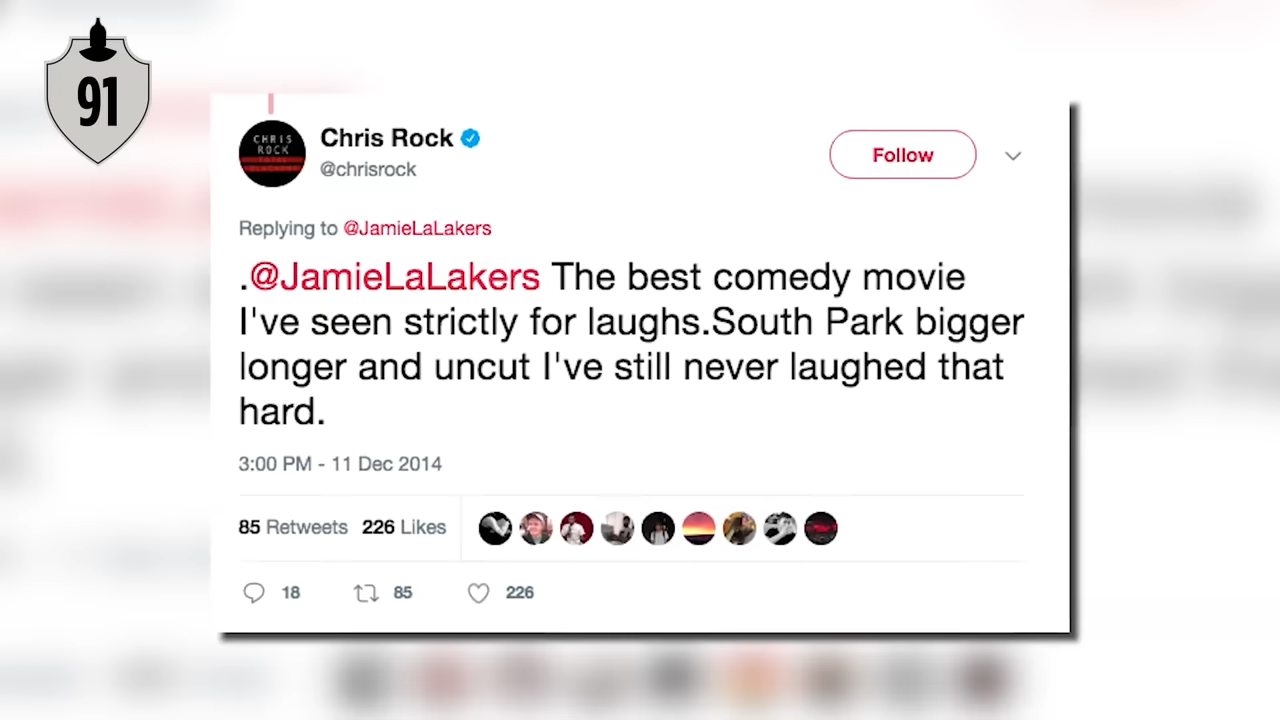 91
CHRIS
ROCK
Chris Rock
@chrisrock
Follow
Replying to @JamieLaLakers
.@JamieLaLakers The best comedy movie
I've seen strictly for laughs.South Park bigger
longer and uncut I've still never laughed that
hard.
3:00 PM - 11 Dec 2014
85 Retweets 226 Likes
18 85 226